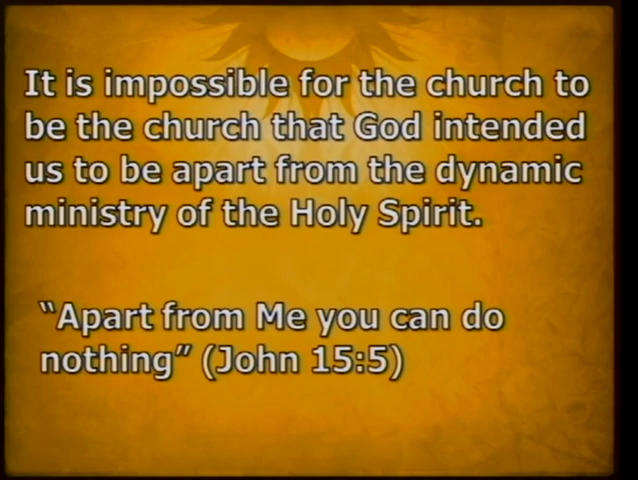 It is impossible for the church to
be the church that God intended
us to be apart from the dynamic
ministry of the Holy Spirit.
“Apart from Me you can do
nothing” (John 15:5)